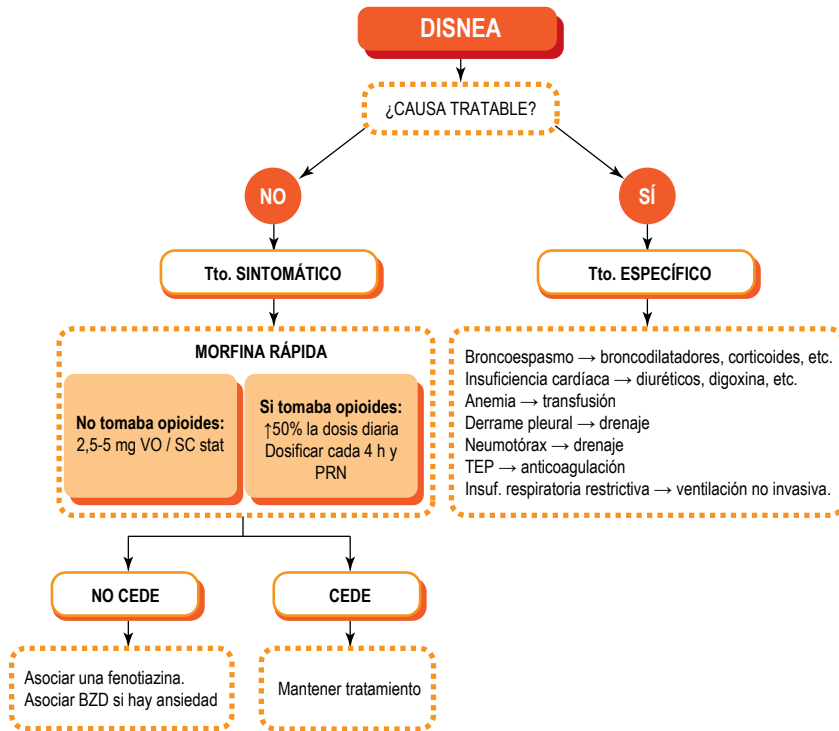 DISNEA
¿CAUSA TRATABLE?
NO
SÍ
Tto. SINTOMÁTICO
Tto. ESPECÍFICO
MORFINA RÁPIDA
No tomaba opioides:
2,5-5 mg VO / SC stat
Si tomaba opioides:
↑50% la dosis diaria
Dosificar cada 4 h y
PRN
Broncoespasmo → broncodilatadores, corticoides, etc.
Insuficiencia cardíaca → diuréticos, digoxina, etc.
Anemia → transfusión
Derrame pleural → drenaje
Neumotórax → drenaje
TEP → anticoagulación
Insuf. respiratoria restrictiva → ventilación no invasiva.
NO CEDE
CEDE
Asociar una fenotiazina.
Asociar BZD si hay ansiedad
Mantener tratamiento